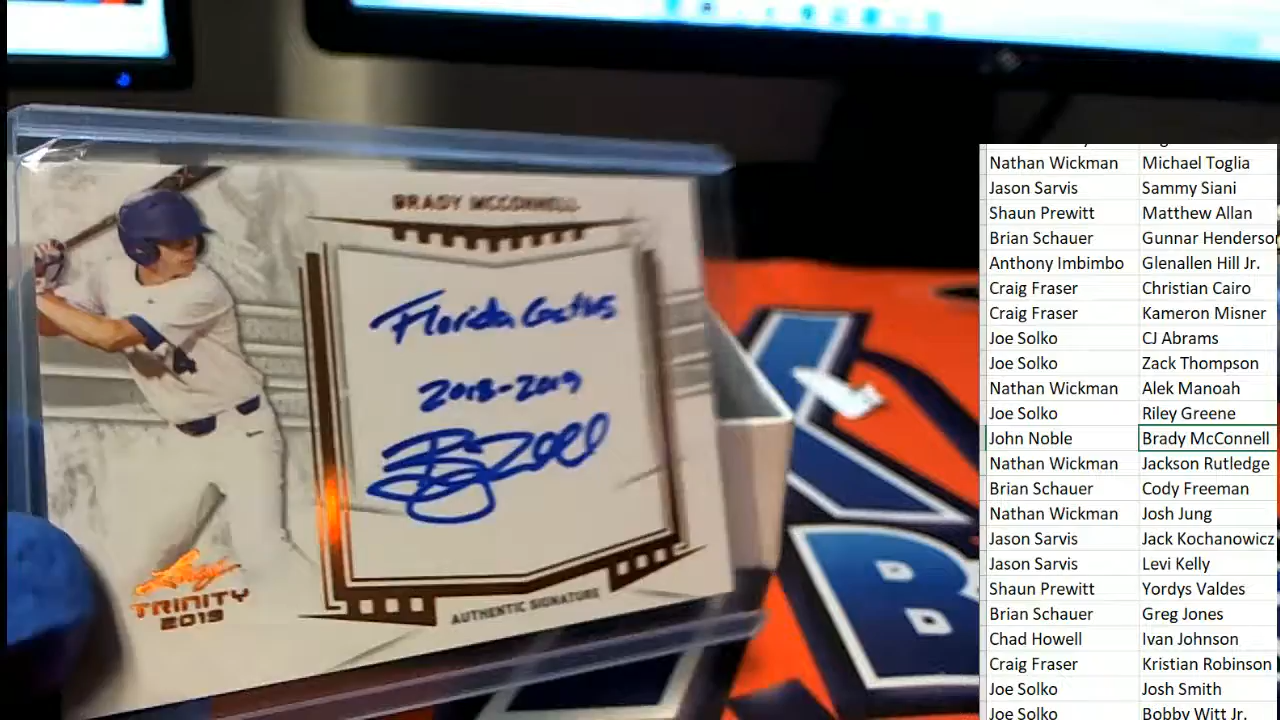 BRADY MCCONNELL
Florida Gators
2018-2019
Leaf
TRINITY
2019
AUTHENTIC SIGNATURE
B
Nathan Wickman Michael Toglia
Jason Sarvis Sammy Siani
Shaun Prewitt Matthew Allan
Brian Schauer Gunnar Henderson
Anthony Imbimbo Glenallen Hill Jr.
Craig Fraser Christian Cairo
Craig Fraser Kameron Misner
Joe Solko CJ Abrams
Joe Solko Zack Thompson
Nathan Wickman Alek Manoah
Joe Solko Riley Greene
John Noble Brady McConnell
Nathan Wickman Jackson Rutledge
Brian Schauer Cody Freeman
Nathan Wickman Josh Jung
Jason Sarvis Jack Kochanowicz
Jason Sarvis Levi Kelly
Shaun Prewitt Yordys Valdes
Brian Schauer Greg Jones
Chad Howell Ivan Johnson
Craig Fraser Kristian Robinson
Joe Solko Josh Smith
Joe Solko Bobby Witt Jr.